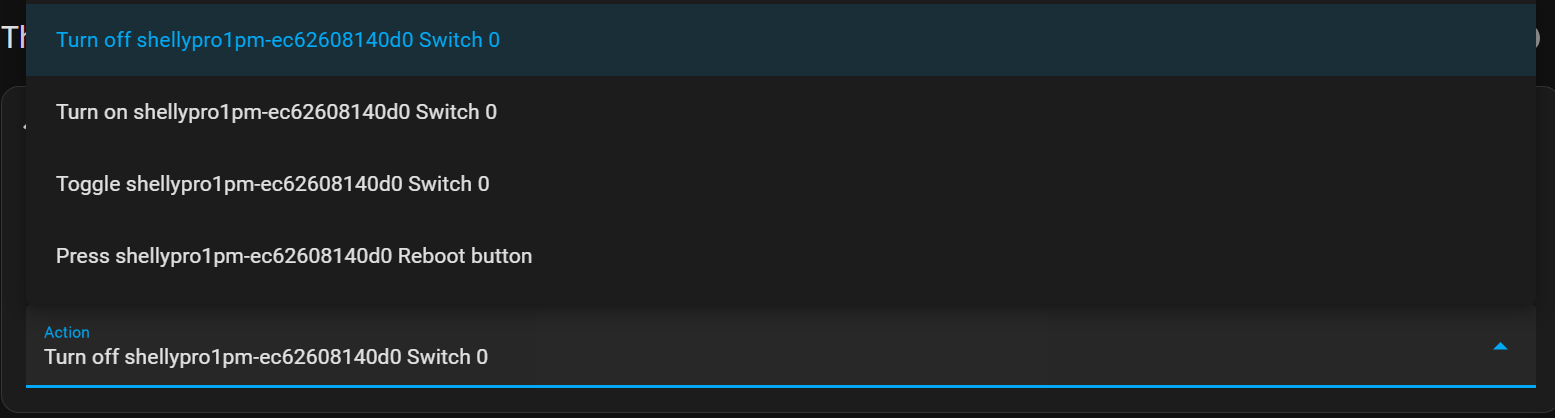 Turn off shellypro1pm-ec62608140d0 Switch 0
Turn on shellypro1pm-ec62608140d0 Switch 0
Toggle shellypro1pm-ec62608140d0 Switch 0
Press shellypro1pm-ec62608140d0 Reboot button
Action
Turn off shellypro1pm-ec62608140d0 Switch 0